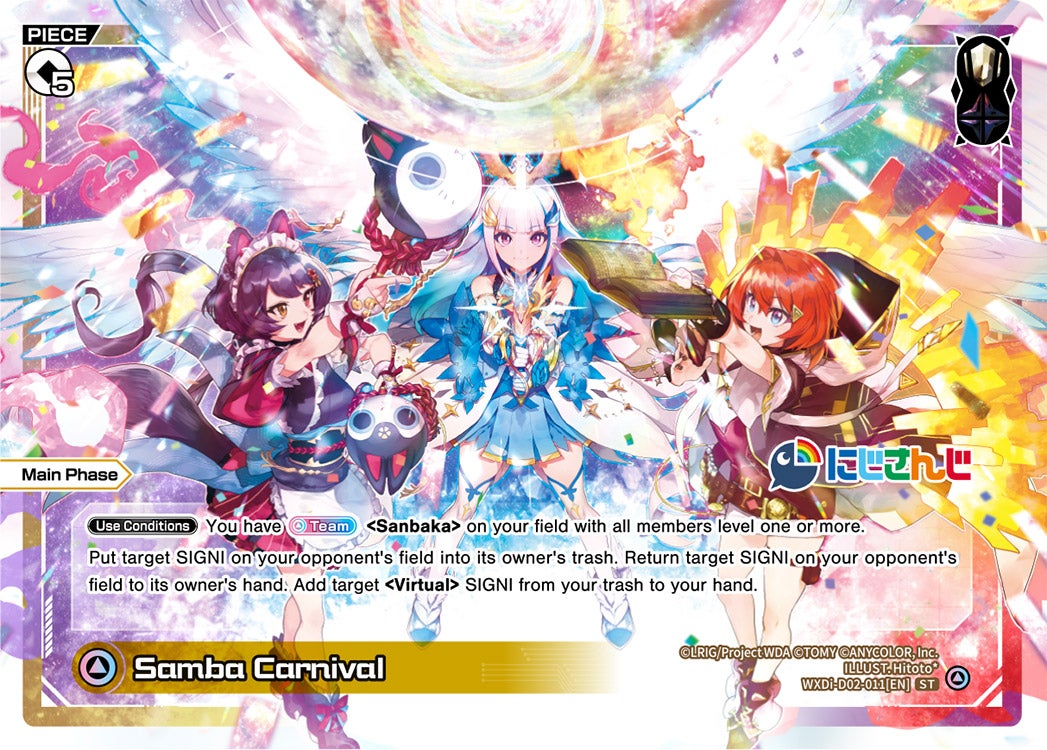 PIECE
5
Main Phase
にじさんじ
Use Conditions You have Team <Sanbaka> on your field with all members level one or more.
Put target SIGNI on your opponent's field into its owner's trash. Return target SIGNI on your opponent's
field to its owner's hand. Add target <Virtual> SIGNI from your trash to your hand.
Samba Carnival
©LRIG/Project WDA ©TOMY ©ANYCOLOR, Inc.
ILLUST. Hitoto*
WXDi-D02-011[EN] ST